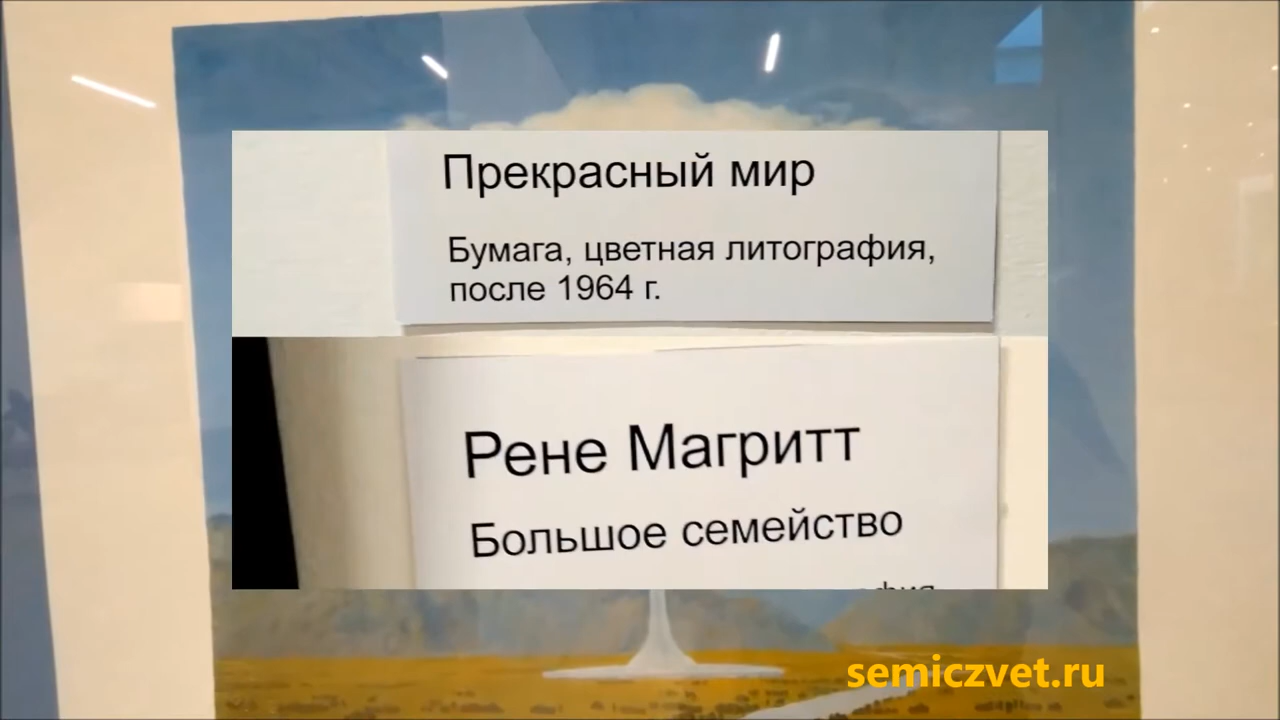 Прекрасный мир
Бумага, цветная литография,
после 1964 г.
Рене Магритт
Большое семейство
semiczvet.ru